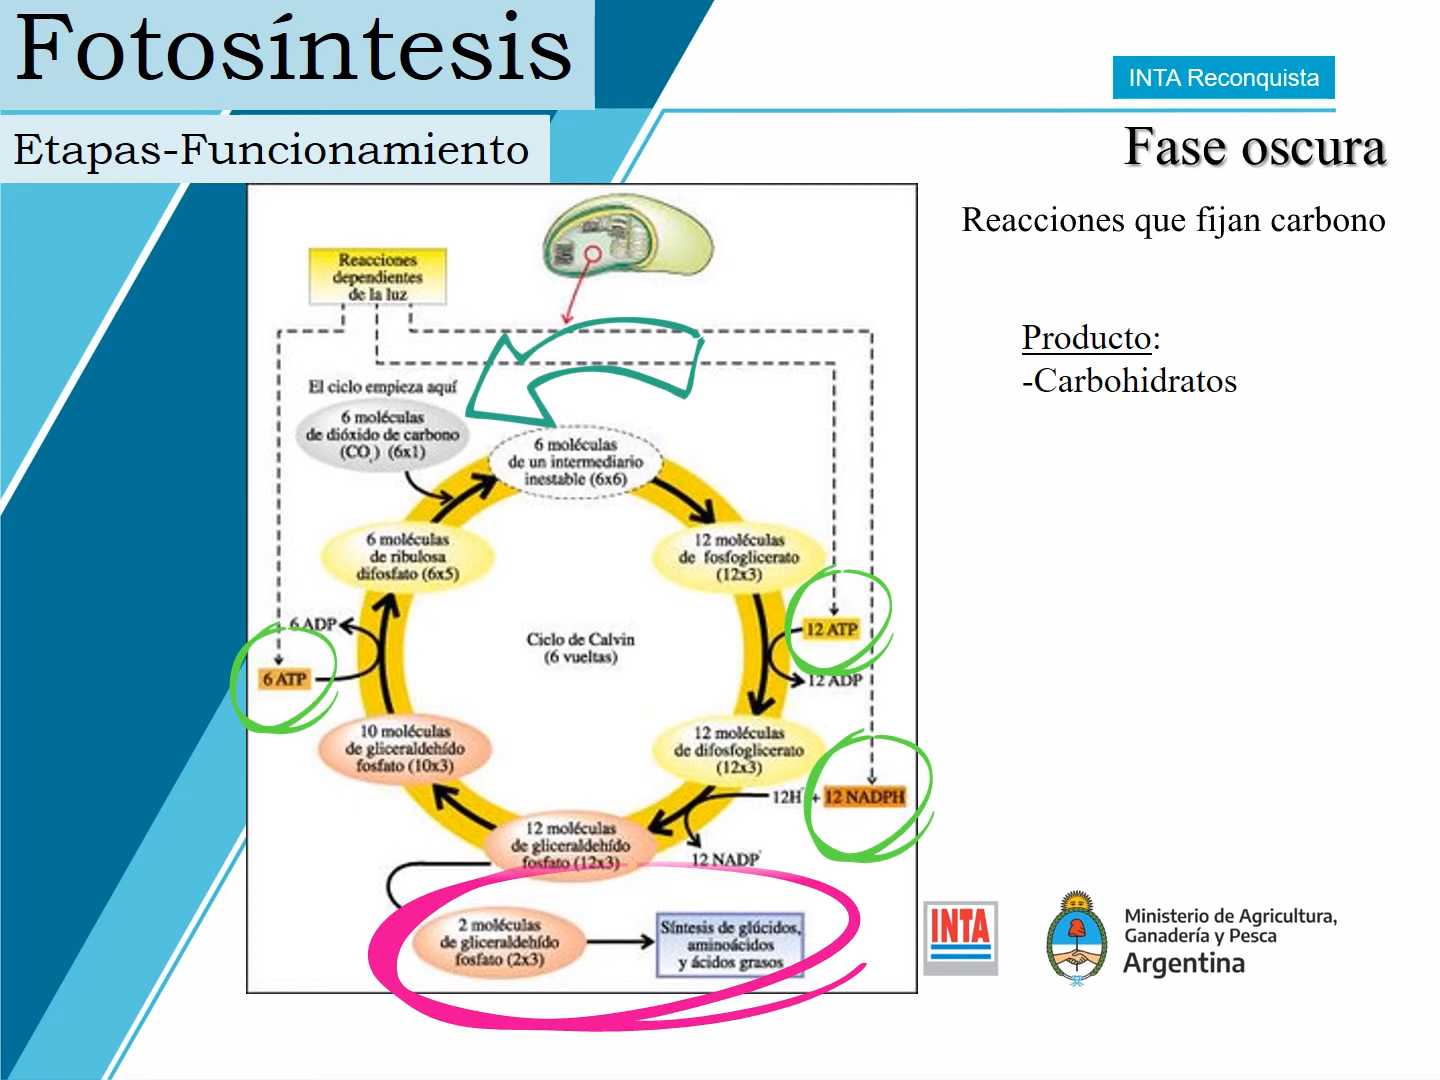 Fotosíntesis
INTA Reconquista
Etapas-Funcionamiento
Fase oscura
Reacciones que fijan carbono
Producto:
-Carbohidratos
Reacciones
dependientes
de la luz
El ciclo empieza aquí
6 moléculas
de dióxido de carbono
(CO₂) (6x1)
6 moléculas
de un intermediario
inestable (6x6)
6 moléculas
de ribulosa
difosfato (6x5)
12 moléculas
de fosfoglicerato
(12x3)
6 ADP
6 ATP
Ciclo de Calvin
(6 vueltas)
12 ATP
12 ADP
10 moléculas
de gliceraldehído
fosfato (10x3)
12 moléculas
de difosfoglicerato
(12x3)
12H⁺ + 12 NADPH
12 moléculas
de gliceraldehído
fosfato (12x3)
12 NADP⁺
2 moléculas
de gliceraldehído
fosfato (2x3)
Síntesis de glúcidos,
aminoácidos
y ácidos grasos
INTA
Ministerio de Agricultura,
Ganadería y Pesca
Argentina